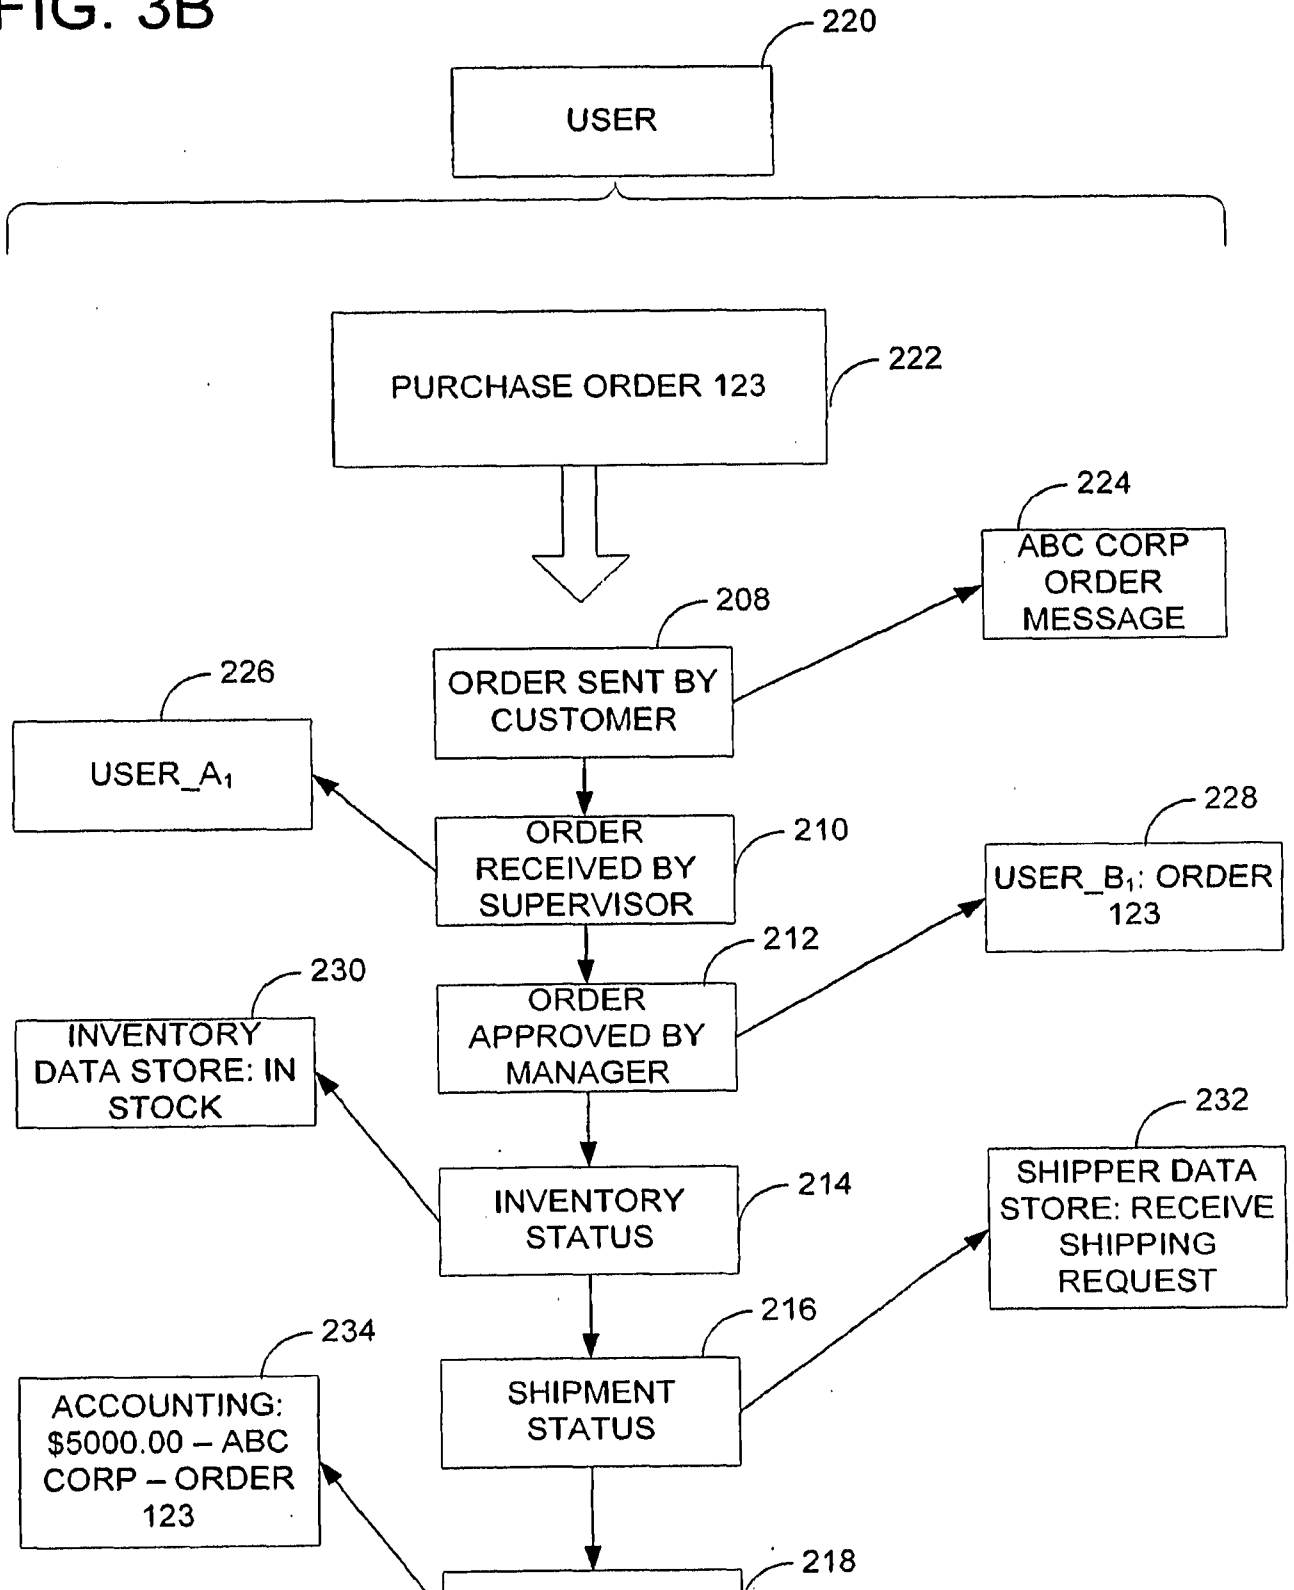 FIG. 3B
220
USER
PURCHASE ORDER 123
222
224
ABC CORP
ORDER
MESSAGE
208
ORDER SENT BY
CUSTOMER
226
USER_A₁
ORDER
RECEIVED BY
SUPERVISOR
210
228
USER_B₁: ORDER
123
212
ORDER
APPROVED BY
MANAGER
230
INVENTORY
DATA STORE: IN
STOCK
INVENTORY
STATUS
214
232
SHIPPER DATA
STORE: RECEIVE
SHIPPING
REQUEST
216
SHIPMENT
STATUS
234
ACCOUNTING:
$5000.00 – ABC
CORP – ORDER
123
218